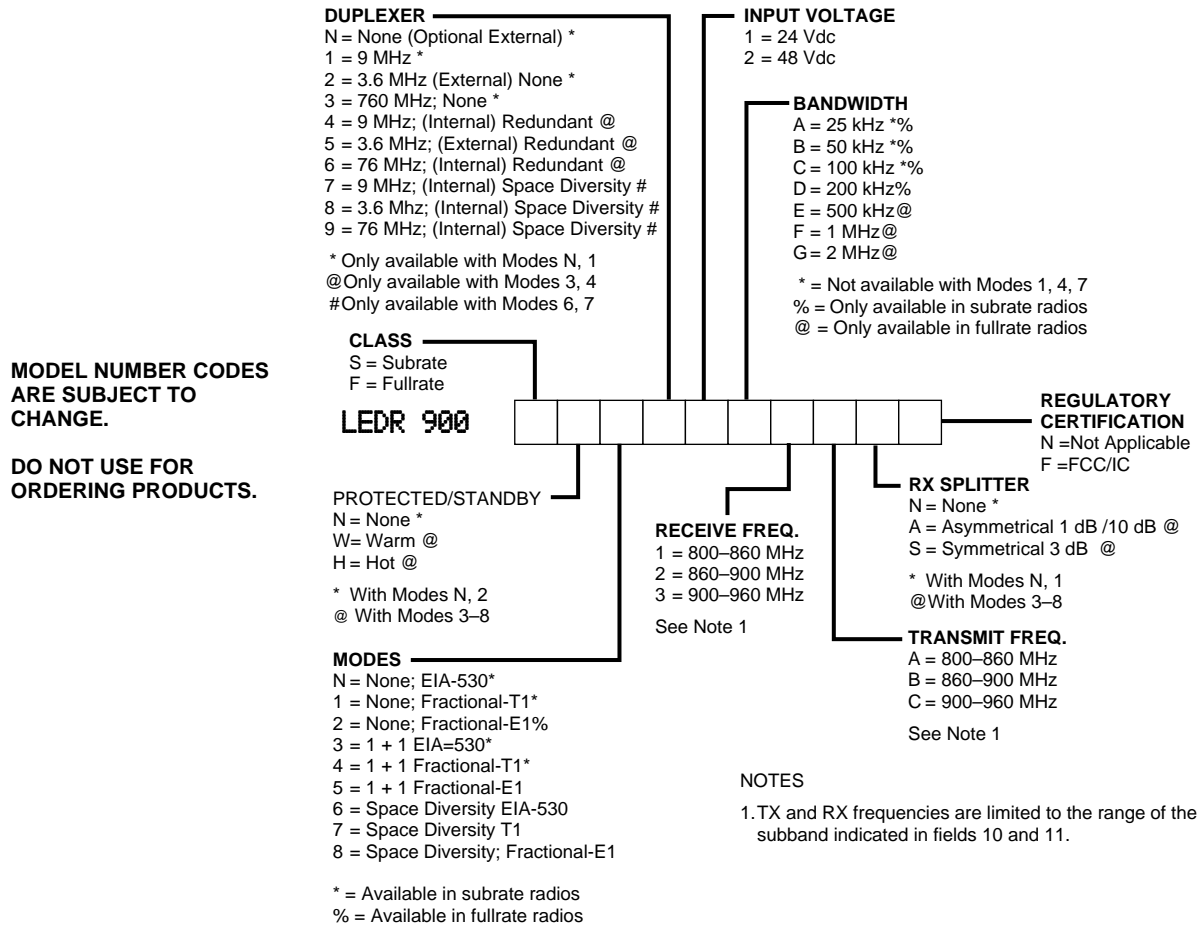 DUPLEXER
N = None (Optional External) *
1 = 9 MHz *
2 = 3.6 MHz (External) None *
3 = 760 MHz; None *
4 = 9 MHz; (Internal) Redundant @
5 = 3.6 MHz; (External) Redundant @
6 = 76 MHz; (Internal) Redundant @
7 = 9 MHz; (Internal) Space Diversity #
8 = 3.6 Mhz; (Internal) Space Diversity #
9 = 76 MHz; (Internal) Space Diversity #
* Only available with Modes N, 1
@Only available with Modes 3, 4
#Only available with Modes 6, 7
INPUT VOLTAGE
1 = 24 Vdc
2 = 48 Vdc
BANDWIDTH
A = 25 kHz *%
B = 50 kHz *%
C = 100 kHz *%
D = 200 kHz%
E = 500 kHz@
F = 1 MHz@
G = 2 MHz@
* = Not available with Modes 1, 4, 7
% = Only available in subrate radios
@ = Only available in fullrate radios
CLASS
S = Subrate
F = Fullrate
MODEL NUMBER CODES
ARE SUBJECT TO
CHANGE.
DO NOT USE FOR
ORDERING PRODUCTS.
LEDR 900
REGULATORY
CERTIFICATION
N =Not Applicable
F =FCC/IC
PROTECTED/STANDBY
N = None *
W= Warm @
H = Hot @
* With Modes N, 2
@ With Modes 3–8
RECEIVE FREQ.
1 = 800–860 MHz
2 = 860–900 MHz
3 = 900–960 MHz
See Note 1
RX SPLITTER
N = None *
A = Asymmetrical 1 dB /10 dB @
S = Symmetrical 3 dB @
* With Modes N, 1
@With Modes 3–8
TRANSMIT FREQ.
A = 800–860 MHz
B = 860–900 MHz
C = 900–960 MHz
See Note 1
MODES
N = None; EIA-530*
1 = None; Fractional-T1*
2 = None; Fractional-E1%
3 = 1 + 1 EIA=530*
4 = 1 + 1 Fractional-T1*
5 = 1 + 1 Fractional-E1
6 = Space Diversity EIA-530
7 = Space Diversity T1
8 = Space Diversity; Fractional-E1
* = Available in subrate radios
% = Available in fullrate radios
NOTES
1.TX and RX frequencies are limited to the range of the
subband indicated in fields 10 and 11.